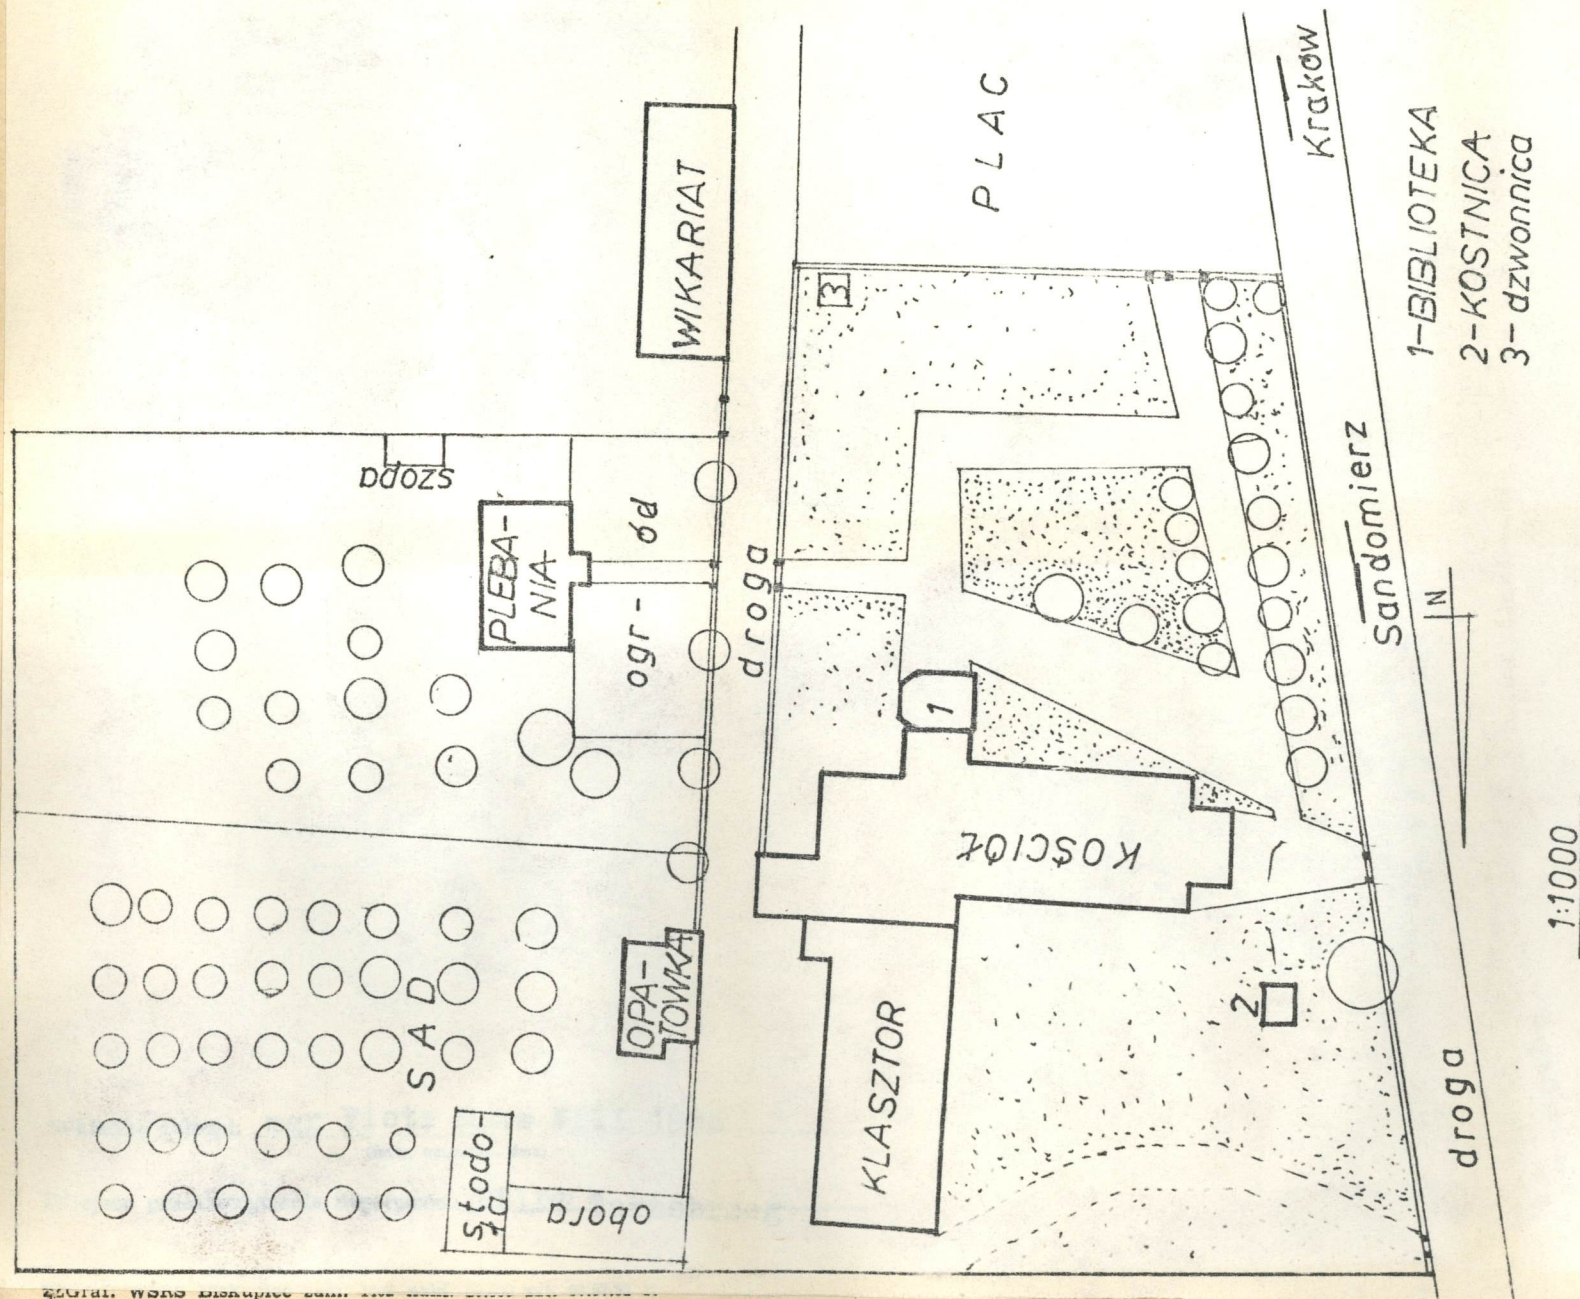 szopa
PLEBA-
NIA
ogr-
ód
WIKARIAT
PLAC
droga
3
1
KOŚCIÓŁ
SAD
OPA-
TÓWKA
stodo-
ła
obora
KLASZTOR
2
droga
Sandomierz
Kraków
N
1-BIBLIOTEKA
2-KOSTNICA
3-dzwonnica
1:1000